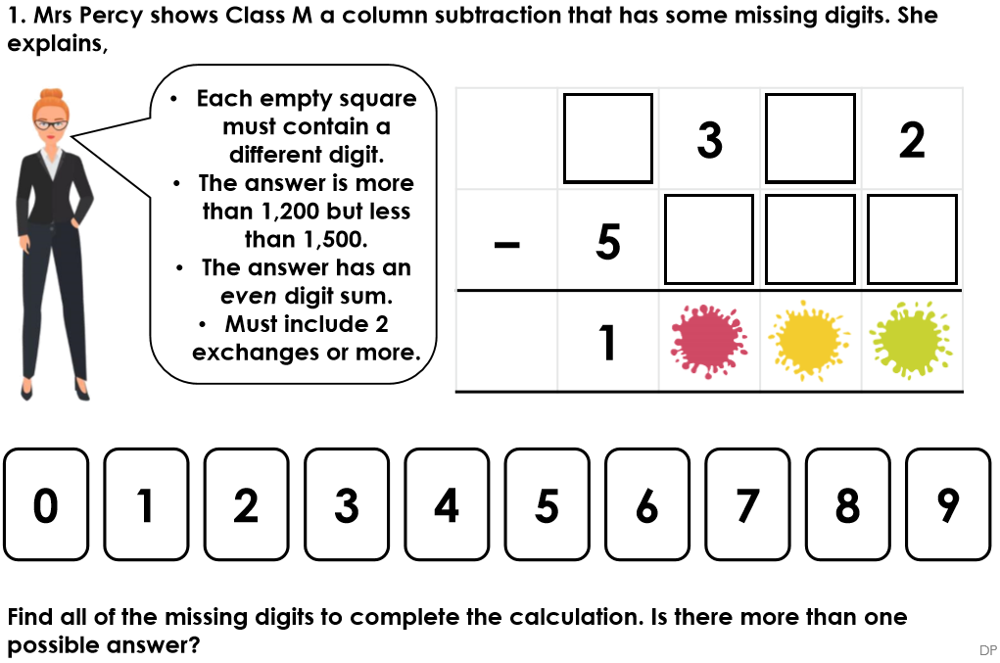 1. Mrs Percy shows Class M a column subtraction that has some missing digits. She
explains,
• Each empty square
must contain a
different digit.
• The answer is more
than 1,200 but less
than 1,500.
• The answer has an
even digit sum.
• Must include 2
exchanges or more.
3 2
– 5
1
0 1 2 3 4 5 6 7 8 9
Find all of the missing digits to complete the calculation. Is there more than one
possible answer?
DP